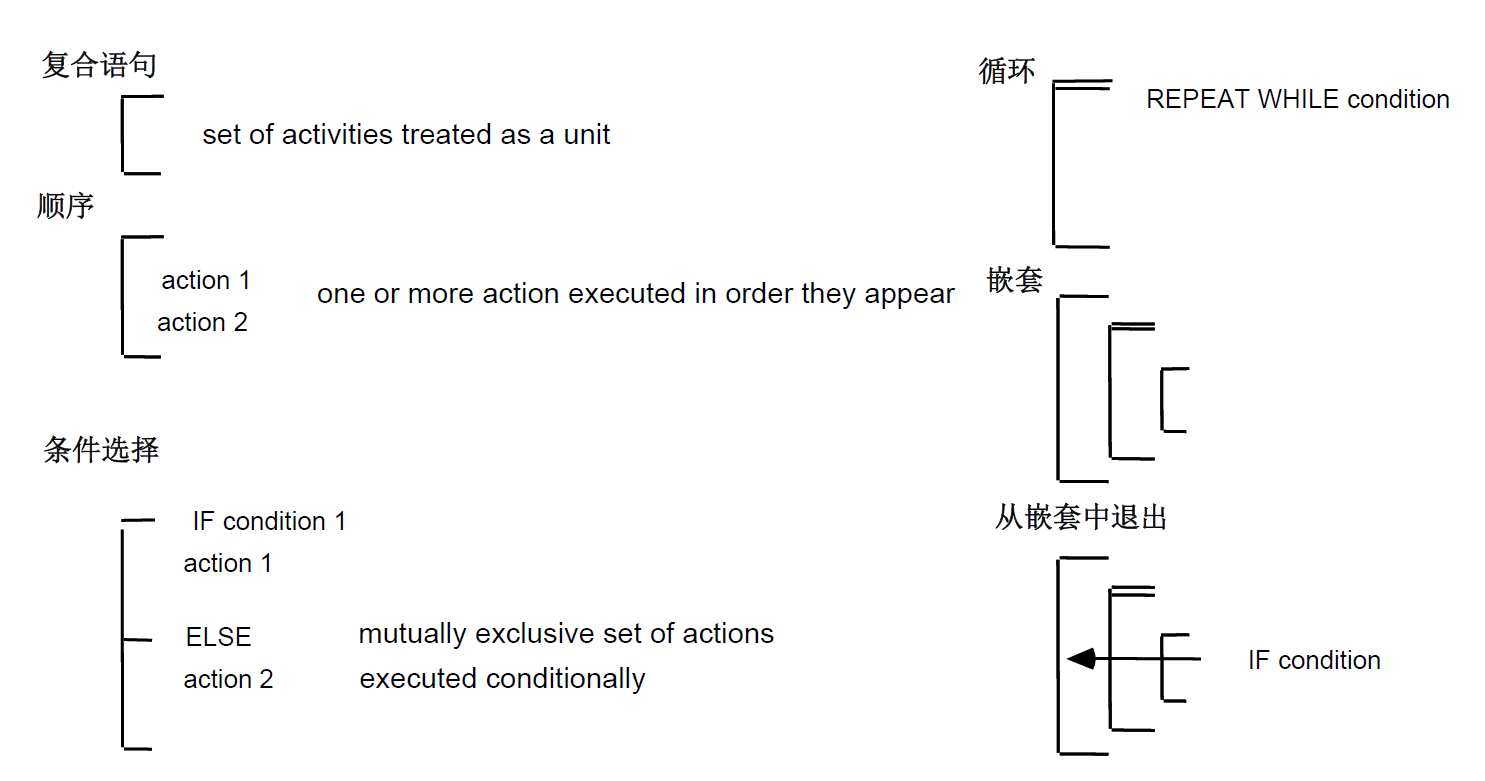 复合语句
set of activities treated as a unit
顺序
action 1
one or more action executed in order they appear
action 2
条件选择
IF condition 1
action 1
ELSE
mutually exclusive set of actions
action 2
executed conditionally
循环
REPEAT WHILE condition
嵌套
从嵌套中退出
IF condition